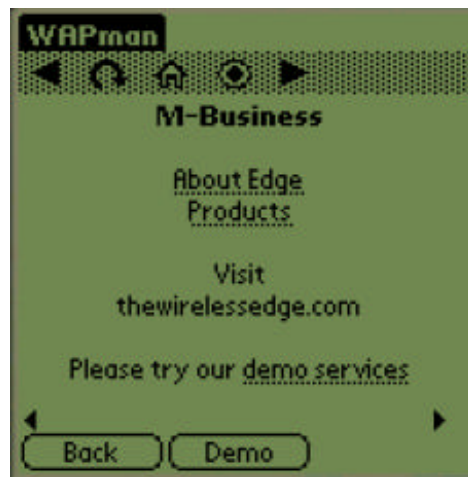 WAPman
M-Business
About Edge
Products
Visit
thewirelessedge.com
Please try our demo services
Back Demo